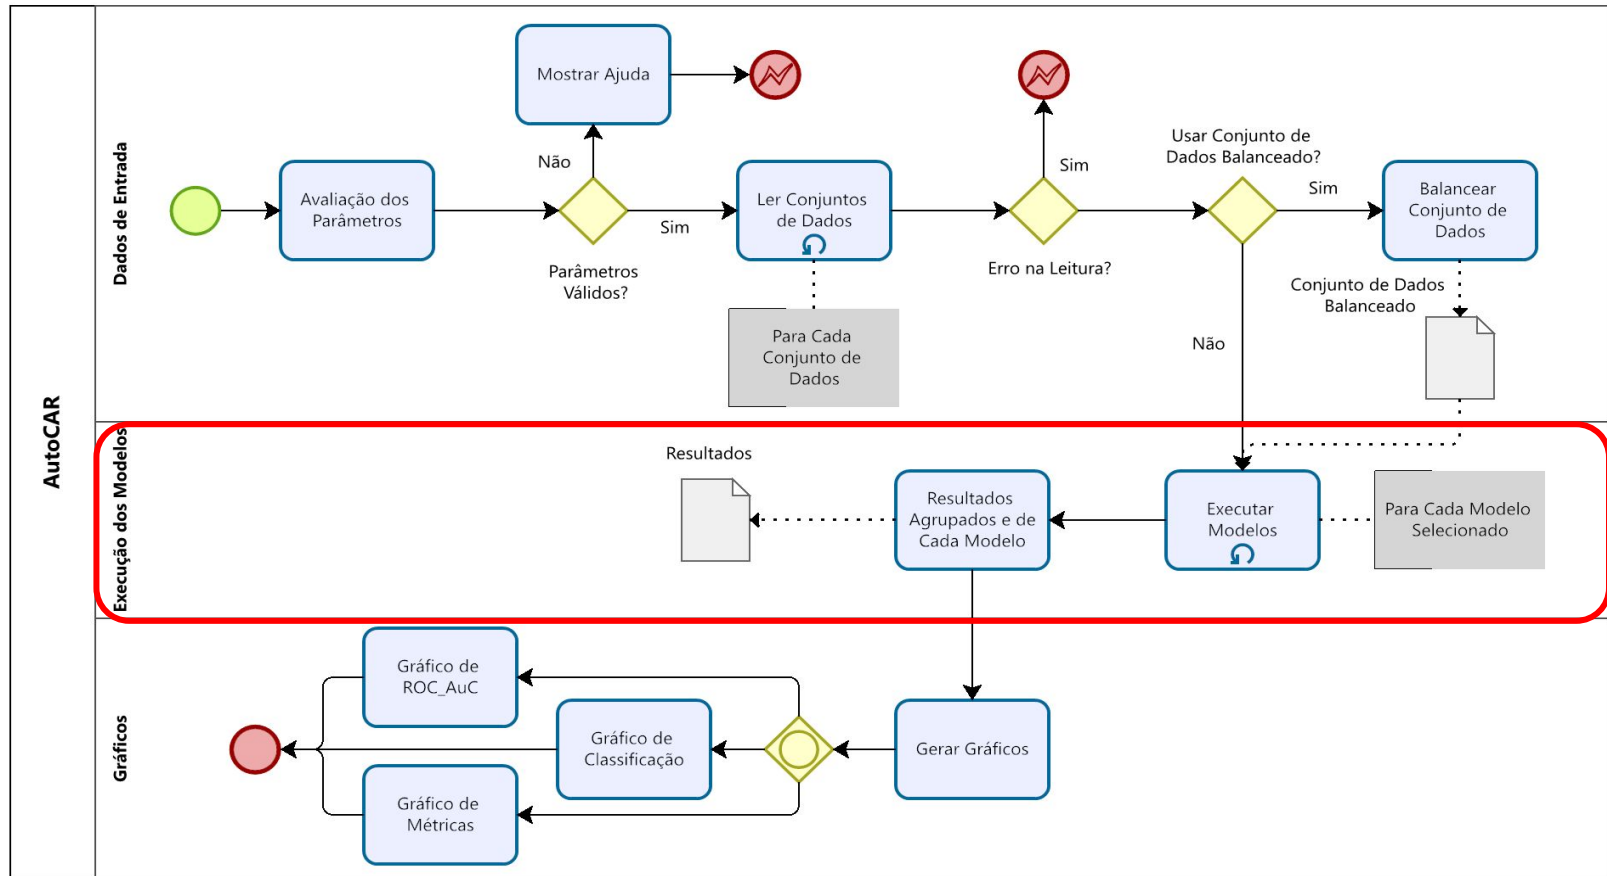 AutoCAR
Dados de Entrada
Mostrar Ajuda
Não
Avaliação dos
Parâmetros
Parâmetros
Válidos?
Sim
Ler Conjuntos
de Dados
Para Cada
Conjunto de
Dados
Sim
Erro na Leitura?
Usar Conjunto de
Dados Balanceado?
Sim
Balancear
Conjunto de
Dados
Conjunto de Dados
Balanceado
Não
Execução dos Modelos
Resultados
Resultados
Agrupados e de
Cada Modelo
Executar
Modelos
Para Cada Modelo
Selecionado
Gráficos
Gráfico de
ROC_AuC
Gráfico de
Classificação
Gráfico de
Métricas
Gerar Gráficos